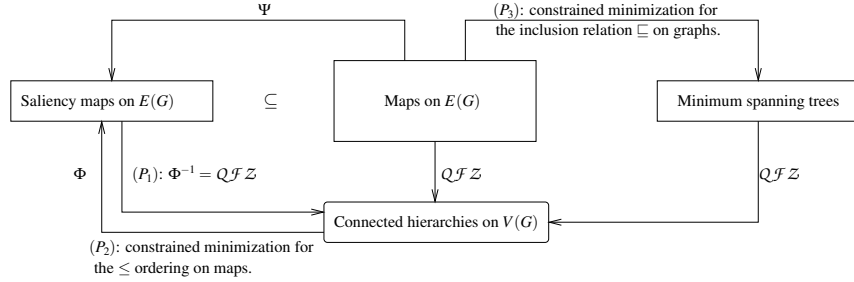 Ψ
(P₃): constrained minimization for
the inclusion relation ⊑ on graphs.
Saliency maps on E(G)
⊆
Maps on E(G)
Minimum spanning trees
Φ
(P₁): Φ⁻¹ = QFZ
QFZ
QFZ
Connected hierarchies on V(G)
(P₂): constrained minimization for
the ≤ ordering on maps.